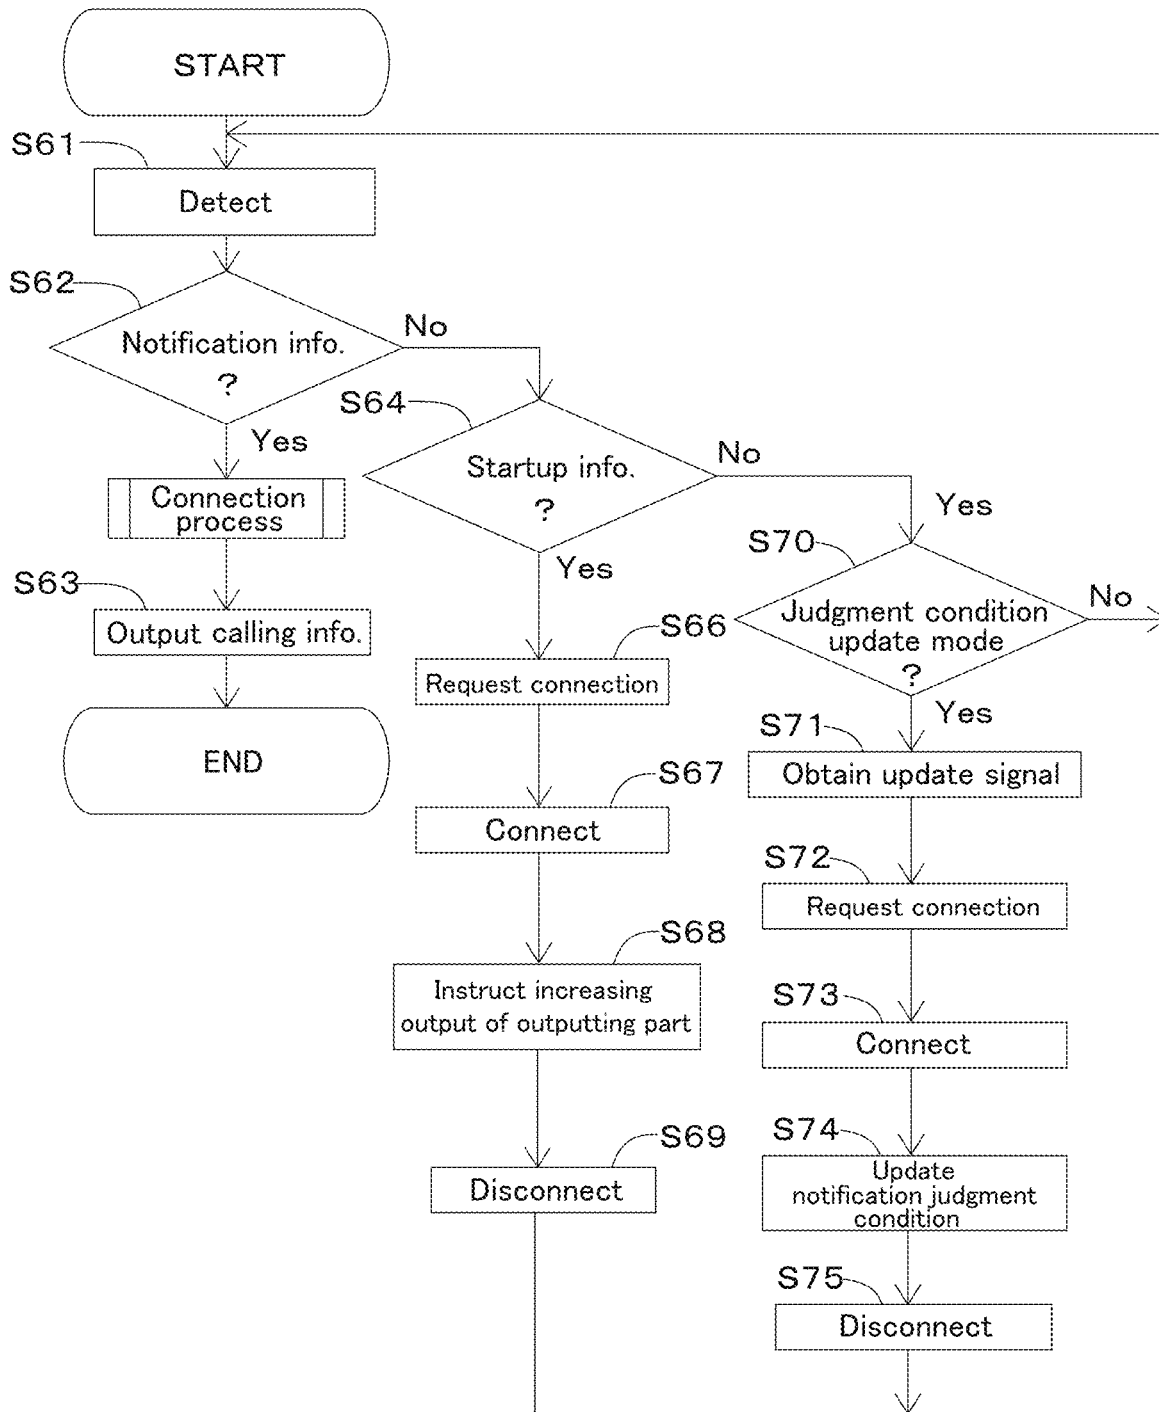 START
S61
Detect
S62
Notification info.
?
No
Yes
Connection
process
S63
Output calling info.
END
S64
Startup info.
?
No
Yes
S66
Request connection
S67
Connect
S68
Instruct increasing
output of outputting part
S69
Disconnect
Yes
S70
Judgment condition
update mode
?
No
Yes
S71
Obtain update signal
S72
Request connection
S73
Connect
S74
Update
notification judgment
condition
S75
Disconnect